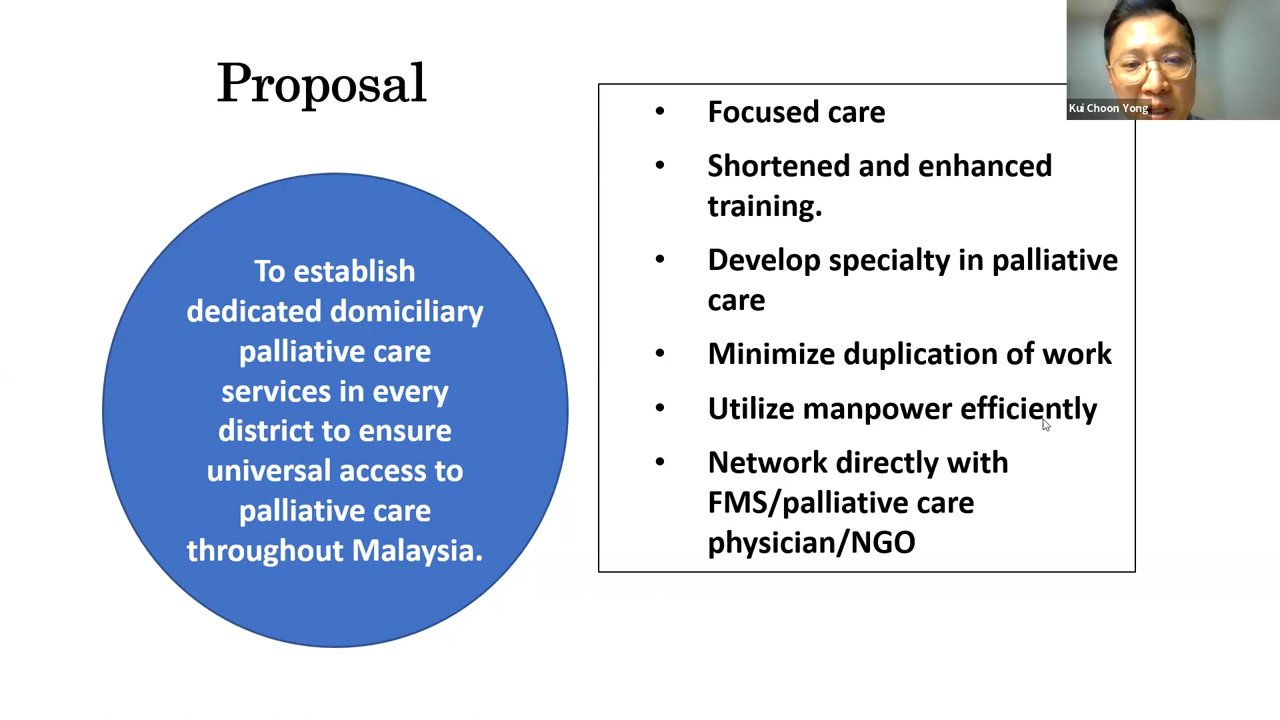 Proposal
To establish
dedicated domiciliary
palliative care
services in every
district to ensure
universal access to
palliative care
throughout Malaysia.
• Focused care
• Shortened and enhanced
training.
• Develop specialty in palliative
care
• Minimize duplication of work
• Utilize manpower efficiently
• Network directly with
FMS/palliative care
physician/NGO
Kui Choon Yong